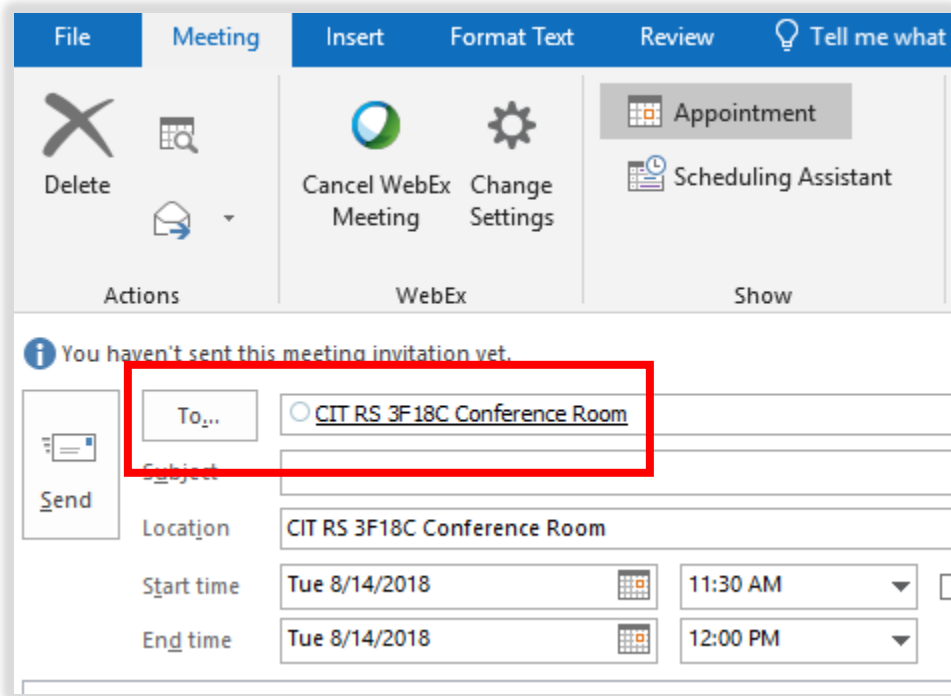 File Meeting Insert Format Text Review Tell me what
Delete
Cancel WebEx Meeting
Change Settings
Appointment
Scheduling Assistant
Actions WebEx Show
You haven't sent this meeting invitation yet.
To... CIT RS 3F18C Conference Room
Subject
Send
Location CIT RS 3F18C Conference Room
Start time Tue 8/14/2018 11:30 AM
End time Tue 8/14/2018 12:00 PM